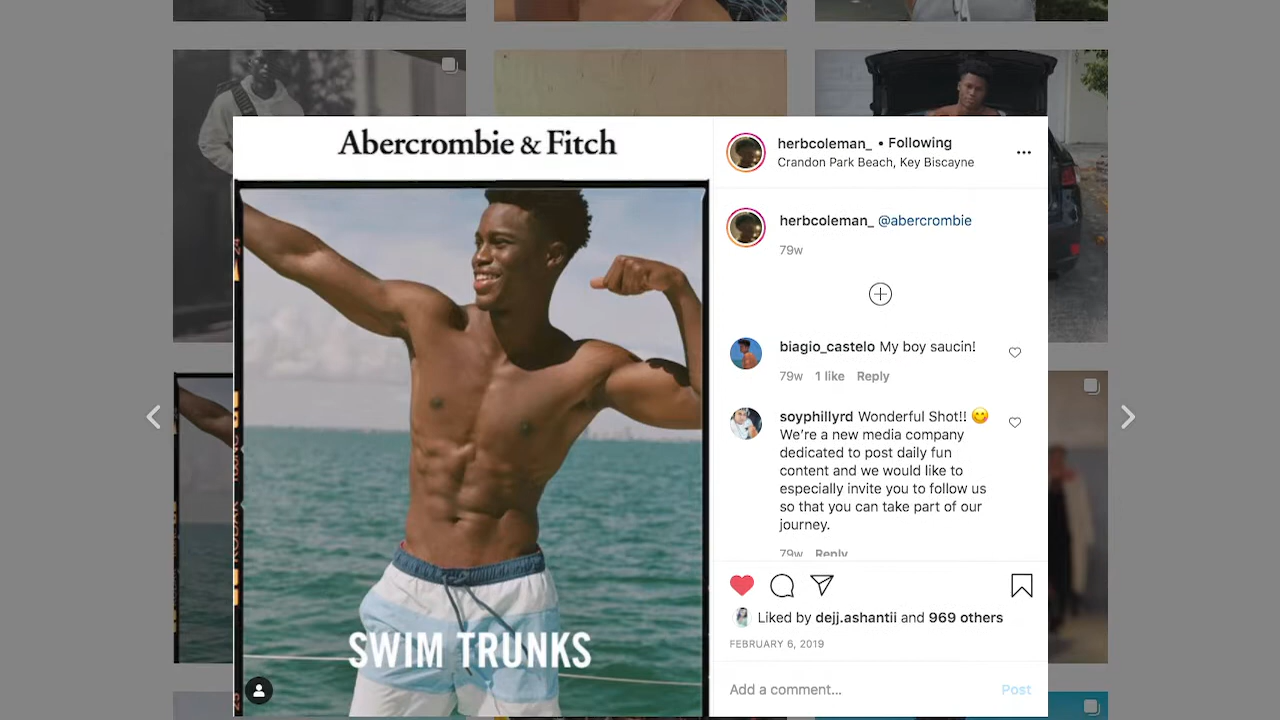 Abercrombie & Fitch
SWIM TRUNKS
herbcoleman_ • Following
Crandon Park Beach, Key Biscayne
herbcoleman_ @abercrombie
79w
biagio_castelo My boy saucin!
79w 1 like Reply
soyphillyrd Wonderful Shot!! 😋
We're a new media company
dedicated to post daily fun
content and we would like to
especially invite you to follow us
so that you can take part of our
journey.
79w Reply
Liked by dejj.ashantii and 969 others
FEBRUARY 6, 2019
Add a comment...
Post